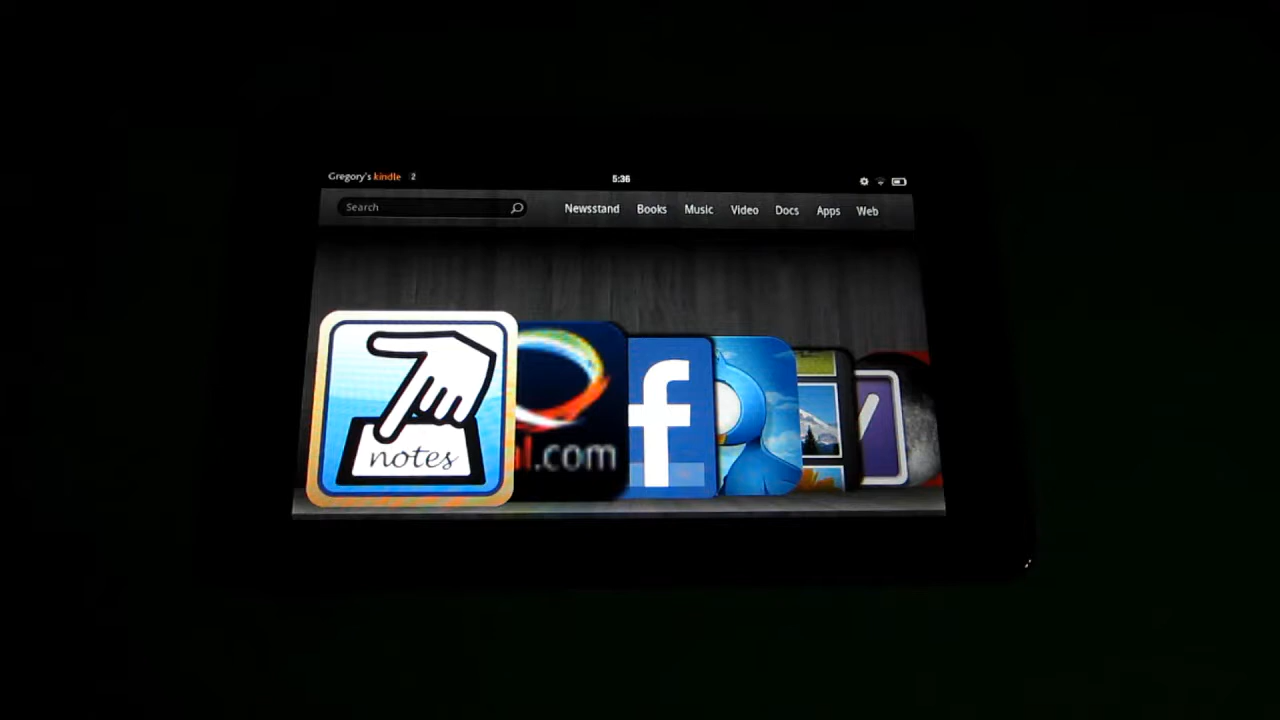 Gregory's kindle 2
5:36
Search
Newsstand Books Music Video Docs Apps Web
notes
l.com
f